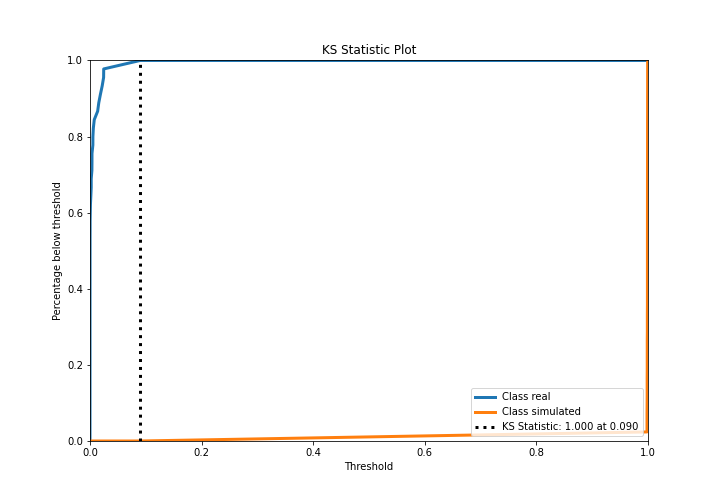 KS Statistic Plot
Percentage below threshold
1.0
0.8
0.6
0.4
0.2
0.0
0.0 0.2 0.4 0.6 0.8 1.0
Threshold
Class real
Class simulated
KS Statistic: 1.000 at 0.090